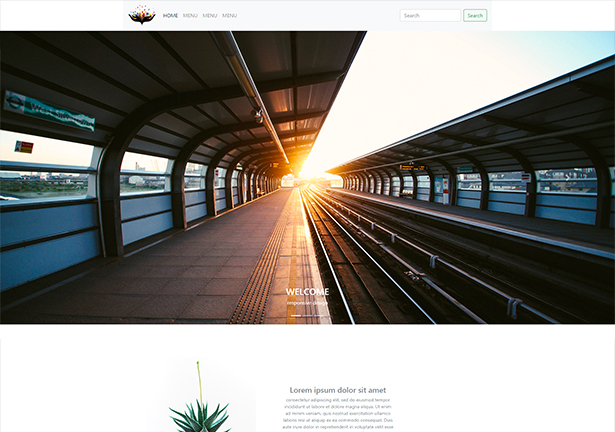 HOME MENU MENU MENU
Search
Search
WELCOME
responsive design
Lorem ipsum dolor sit amet
consectetur adipisicing elit, sed do eiusmod tempor
incididunt ut labore et dolore magna aliqua. Ut enim
ad minim veniam, quis nostrud exercitation ullamco
laboris nisi ut aliquip ex ea commodo consequat. Duis
aute irure dolor in reprehenderit in voluptate velit esse